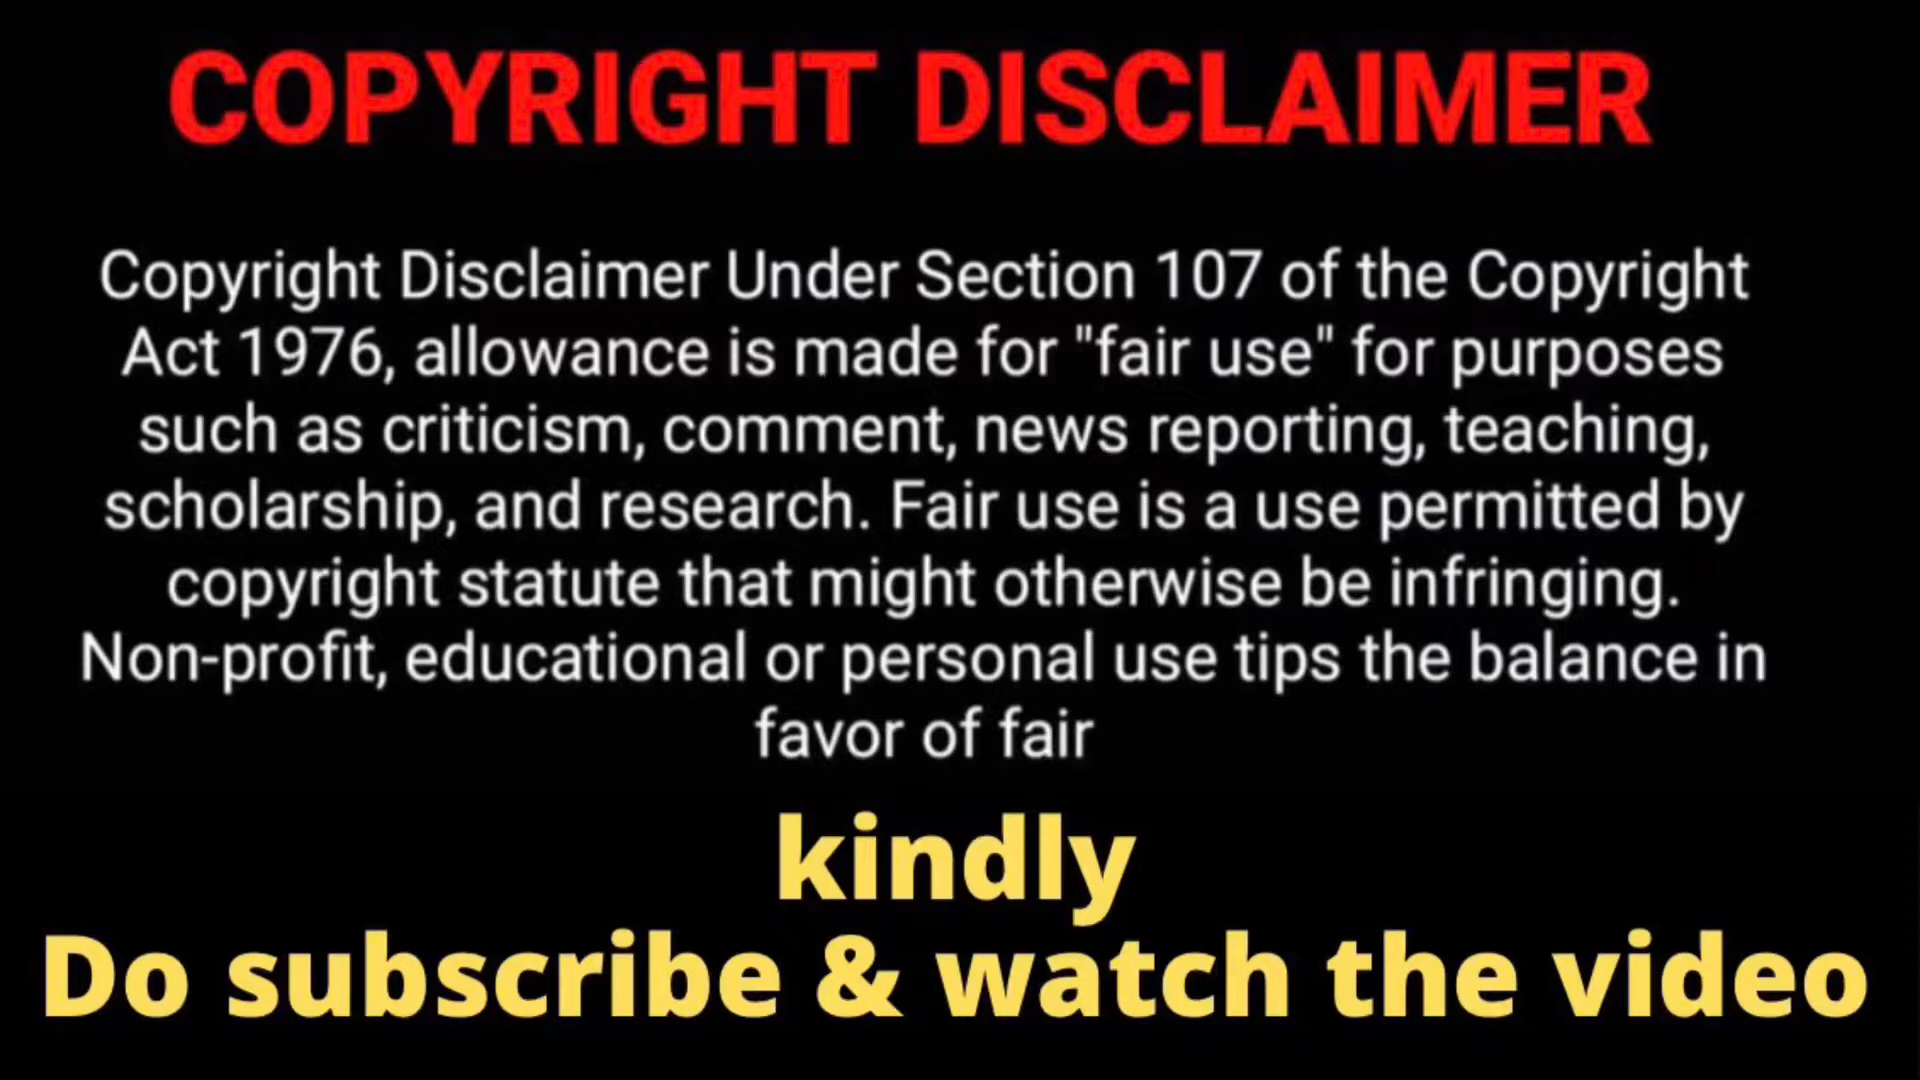 COPYRIGHT DISCLAIMER
Copyright Disclaimer Under Section 107 of the Copyright
Act 1976, allowance is made for "fair use" for purposes
such as criticism, comment, news reporting, teaching,
scholarship, and research. Fair use is a use permitted by
copyright statute that might otherwise be infringing.
Non-profit, educational or personal use tips the balance in
favor of fair
kindly
Do subscribe & watch the video